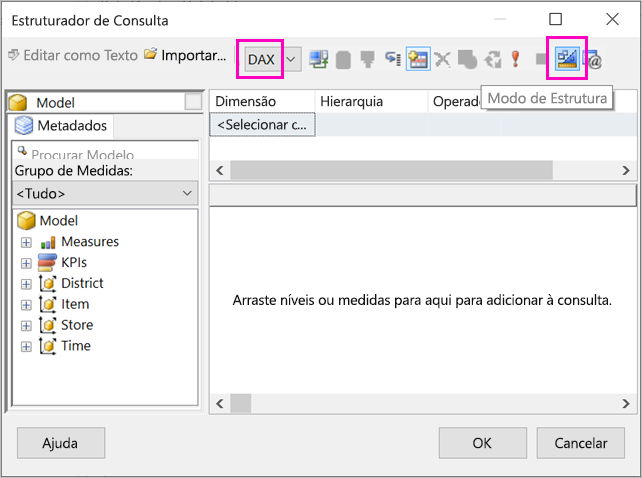 Estruturador de Consulta
Editar como Texto Importar... DAX
Modo de Estrutura
Model
Metadados
Procurar Modelo
Grupo de Medidas:
<Tudo>
Model
Measures
KPIs
District
Item
Store
Time
Dimensão Hierarquia Operado
<Selecionar c...
Arraste níveis ou medidas para aqui para adicionar à consulta.
Ajuda OK Cancelar